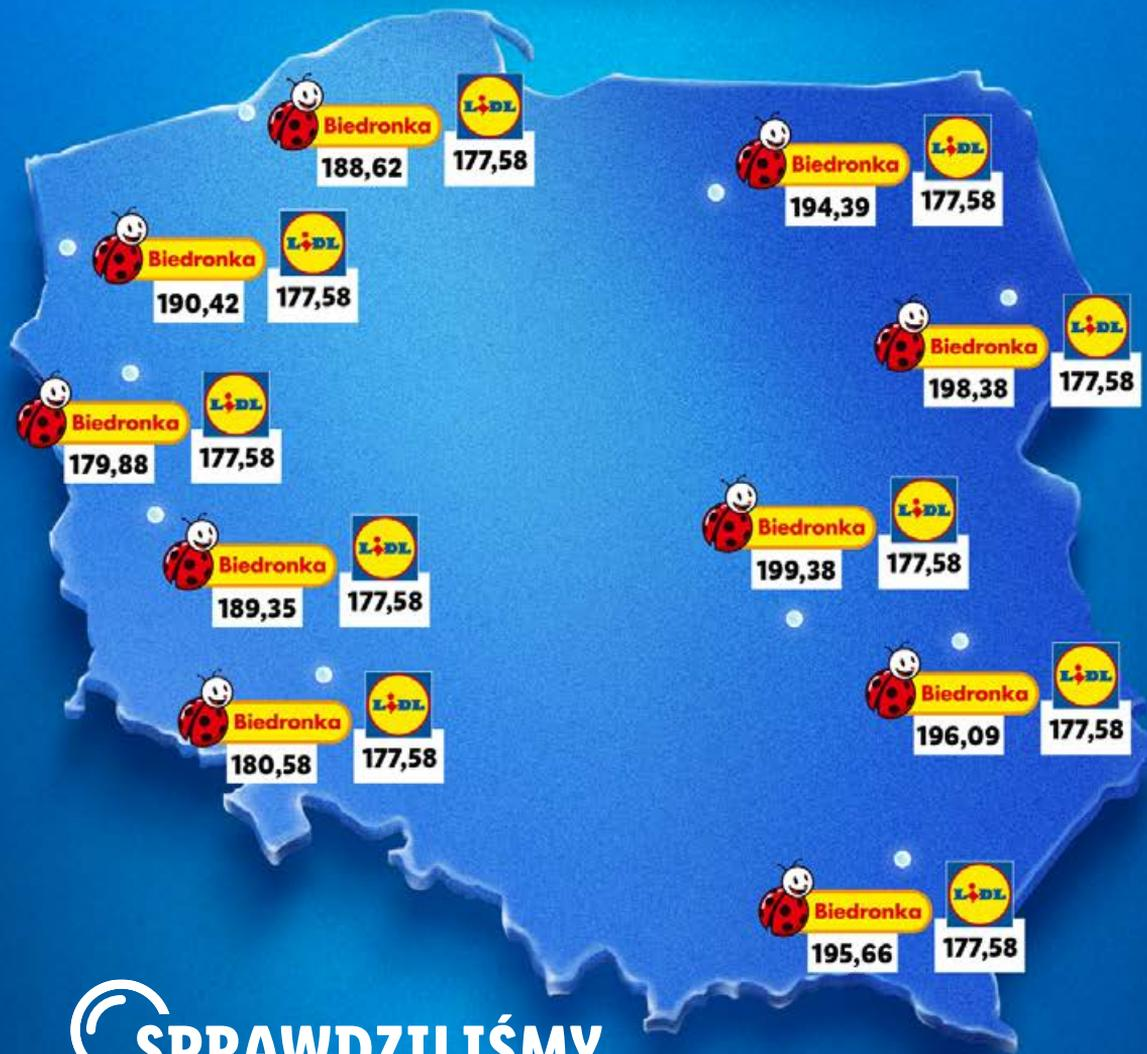 Biedronka LIDL
188,62 177,58
Biedronka LIDL
194,39 177,58
Biedronka LIDL
190,42 177,58
Biedronka LIDL
198,38 177,58
Biedronka LIDL
179,88 177,58
Biedronka LIDL
199,38 177,58
Biedronka LIDL
189,35 177,58
Biedronka LIDL
196,09 177,58
Biedronka LIDL
180,58 177,58
Biedronka LIDL
195,66 177,58
SPRAWDZILIŚMY